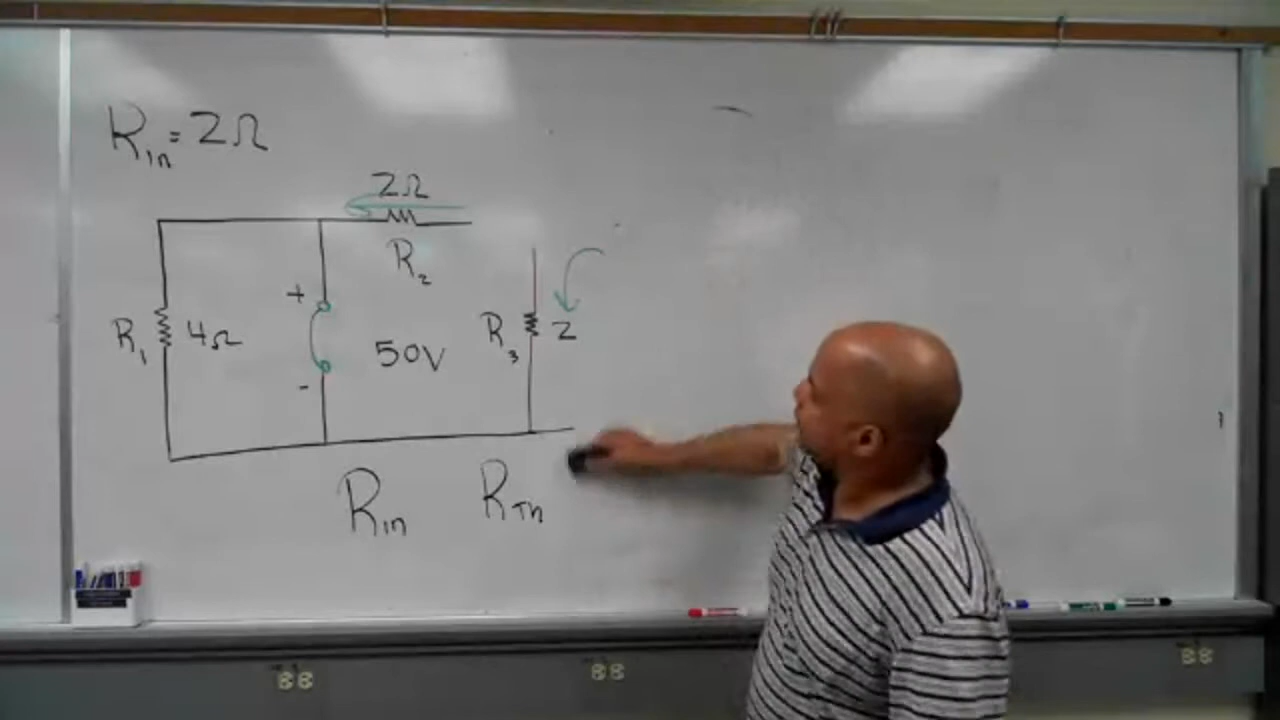 Rin = 2Ω
2Ω
R2
+
R1 4Ω
50V
R3 2
-
Rin RTh